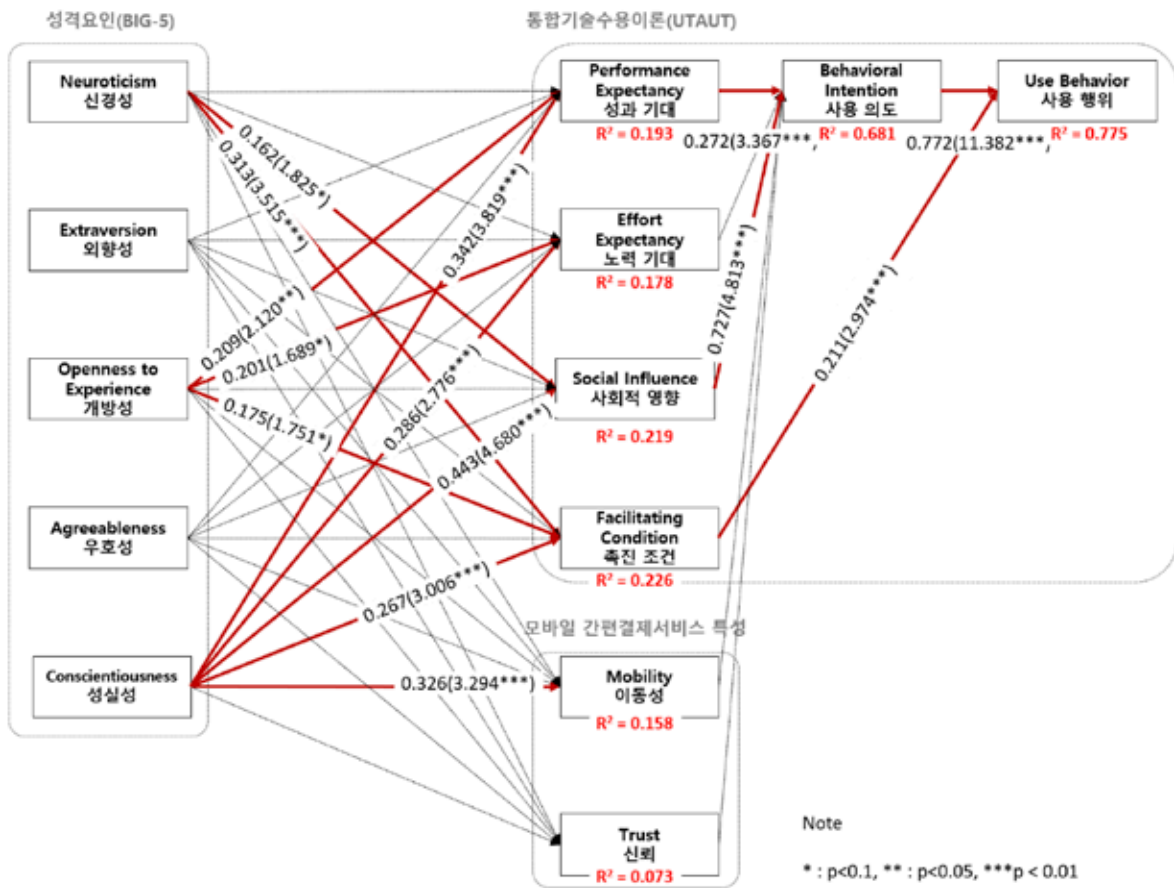 성격요인(BIG-5)
통합기술수용이론(UTAUT)
Neuroticism
신경성
Performance
Expectancy
성과 기대
R² = 0.193
Behavioral
Intention
사용 의도
R² = 0.681
Use Behavior
사용 행위
R² = 0.775
0.272(3.367***,
0.772(11.382***,
0.162(1.825*)
0.313(3.515***)
0.342(3.819***)
Extraversion
외향성
Effort
Expectancy
노력 기대
R² = 0.178
0.727(4.813***)
0.211(2.974***)
0.209(2.120**)
0.201(1.689*)
Openness to
Experience
개방성
0.175(1.751*)
0.286(2.776***)
0.443(4.680***)
Social Influence
사회적 영향
R² = 0.219
Agreeableness
우호성
Facilitating
Condition
촉진 조건
R² = 0.226
0.267(3.006***)
모바일 간편결제서비스 특성
Conscientiousness
성실성
0.326(3.294***)
Mobility
이동성
R² = 0.158
Trust
신뢰
R² = 0.073
Note
* : p<0.1, ** : p<0.05, ***p < 0.01